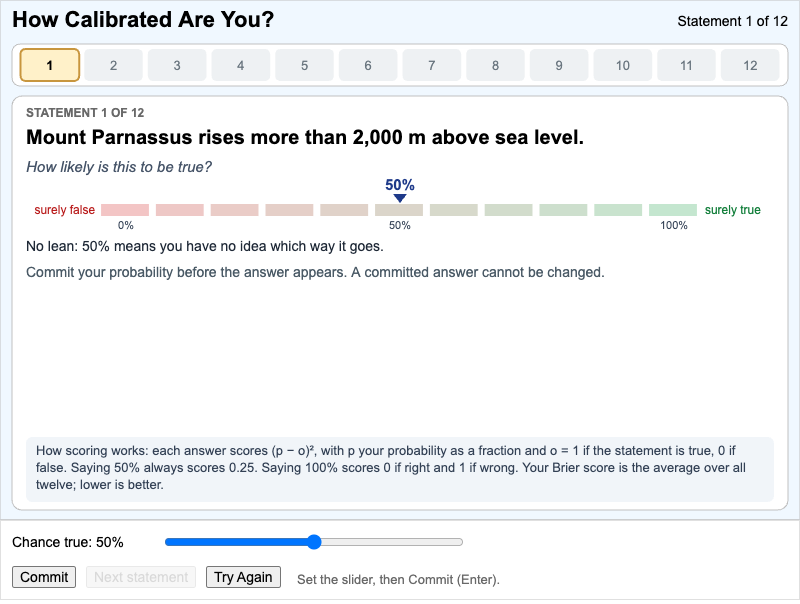 How Calibrated Are You?
Statement 1 of 12
1 2 3 4 5 6 7 8 9 10 11 12
STATEMENT 1 OF 12
Mount Parnassus rises more than 2,000 m above sea level.
How likely is this to be true?
50%
surely false surely true
0% 50% 100%
No lean: 50% means you have no idea which way it goes.
Commit your probability before the answer appears. A committed answer cannot be changed.
How scoring works: each answer scores (p − o)², with p your probability as a fraction and o = 1 if the statement is true, 0 if
false. Saying 50% always scores 0.25. Saying 100% scores 0 if right and 1 if wrong. Your Brier score is the average over all
twelve; lower is better.
Chance true: 50%
Commit Next statement Try Again Set the slider, then Commit (Enter).